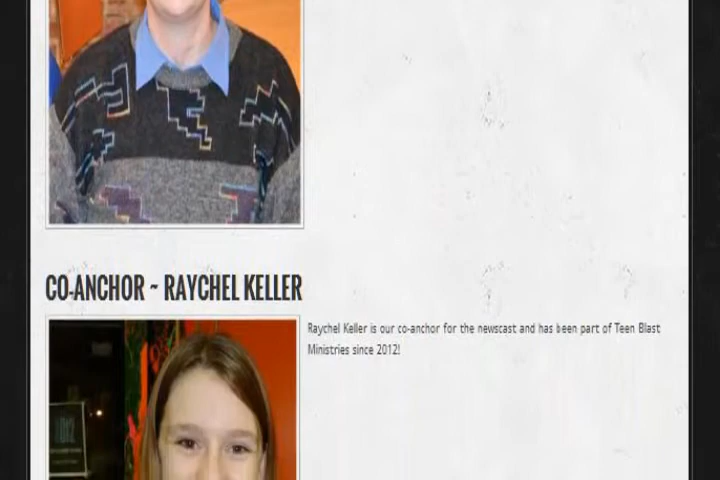 CO-ANCHOR ~ RAYCHEL KELLER
Raychel Keller is our co-anchor for the newscast and has been part of Teen Blast
Ministries since 2012!